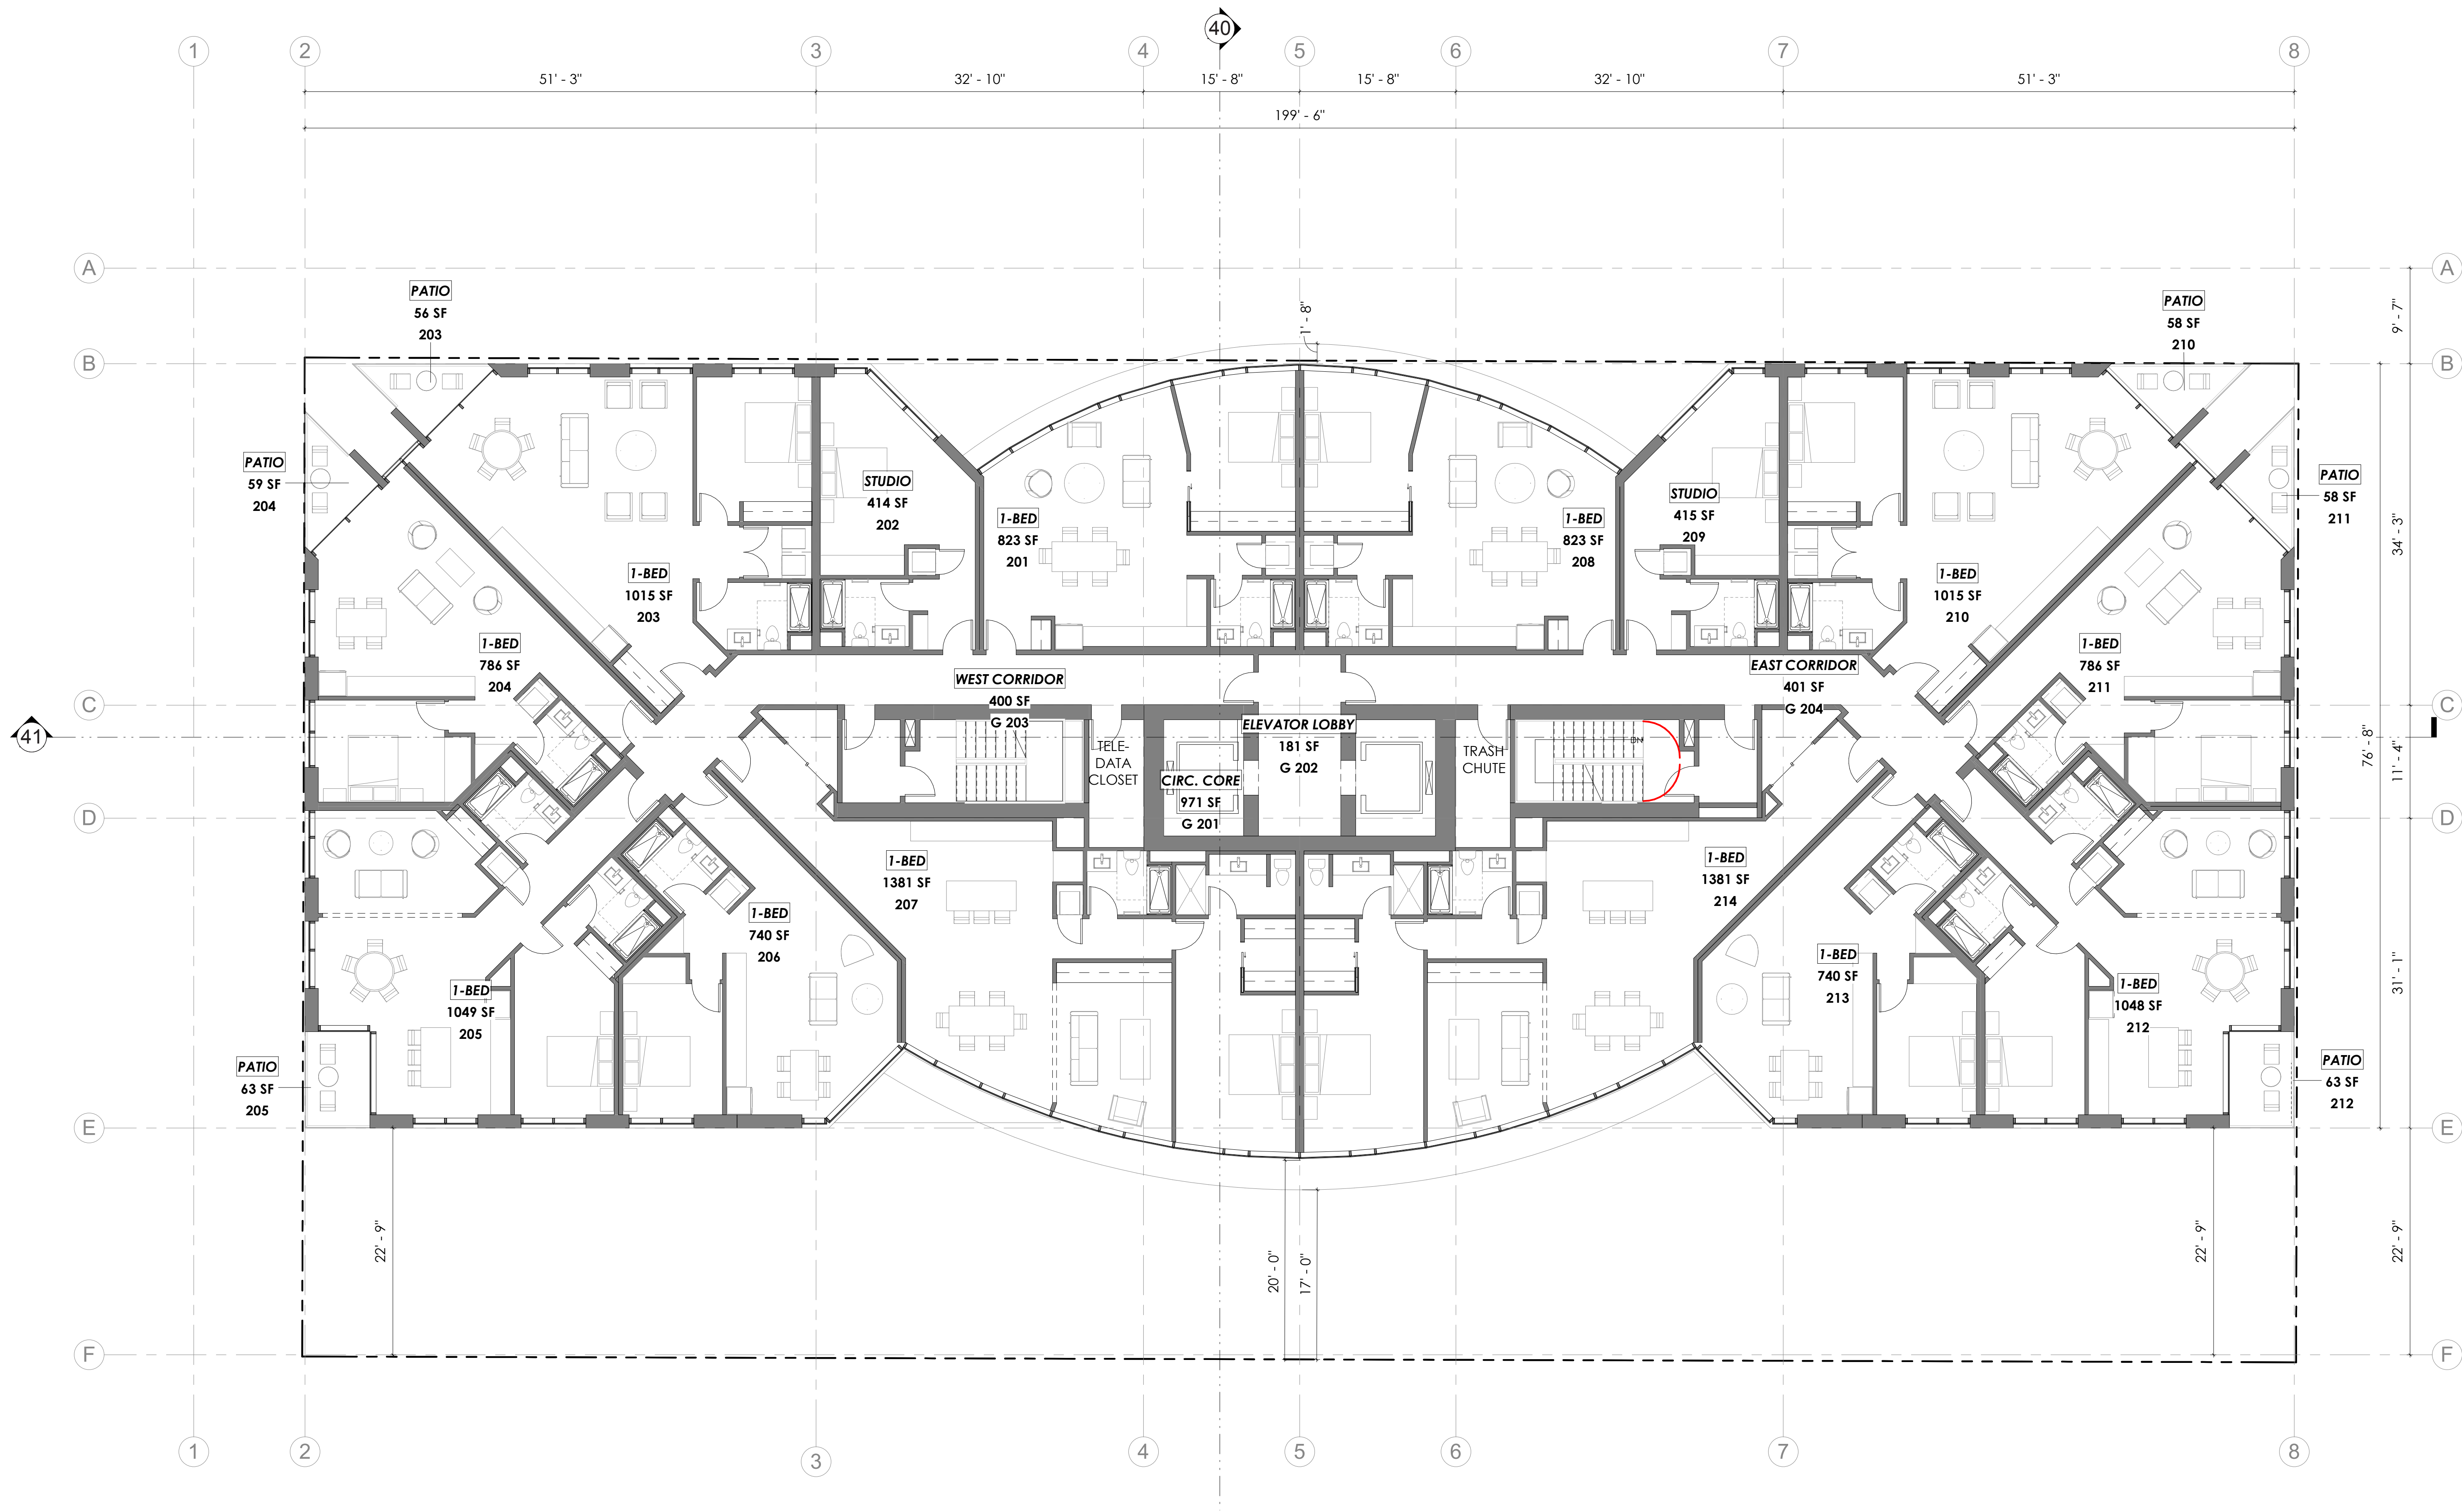 40
1
2
3
4
5
6
7
8
51' - 3"
32' - 10"
15' - 8"
15' - 8"
32' - 10"
51' - 3"
199' - 6"
A
A
9' - 7"
PATIO
56 SF
203
PATIO
58 SF
210
1' - 8"
B
B
PATIO
59 SF
204
STUDIO
414 SF
202
1-BED
823 SF
201
1-BED
823 SF
208
STUDIO
415 SF
209
PATIO
58 SF
211
34' - 3"
1-BED
1015 SF
203
1-BED
1015 SF
210
1-BED
786 SF
204
1-BED
786 SF
211
WEST CORRIDOR
400 SF
G 203
EAST CORRIDOR
401 SF
G 204
C
C
41
ELEVATOR LOBBY
181 SF
G 202
TELE-
DATA
CLOSET
CIRC. CORE
971 SF
G 201
TRASH
CHUTE
DN
76' - 8"
11' - 4"
D
D
1-BED
1381 SF
207
1-BED
1381 SF
214
1-BED
740 SF
206
1-BED
740 SF
213
1-BED
1049 SF
205
1-BED
1048 SF
212
31' - 1"
PATIO
63 SF
205
PATIO
63 SF
212
E
E
22' - 9"
20' - 0"
17' - 0"
22' - 9"
22' - 9"
F
F
1
2
3
4
5
6
7
8